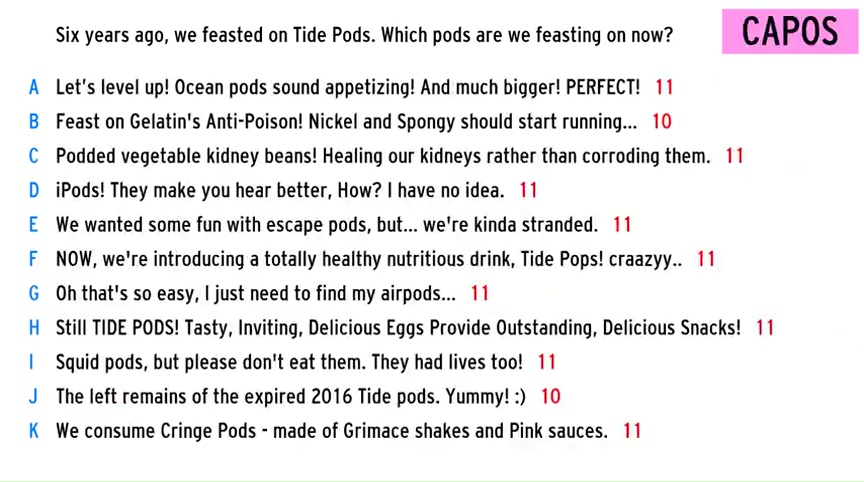 Six years ago, we feasted on Tide Pods. Which pods are we feasting on now?
CAPOS
A Let's level up! Ocean pods sound appetizing! And much bigger! PERFECT! 11
B Feast on Gelatin's Anti-Poison! Nickel and Spongy should start running... 10
C Podded vegetable kidney beans! Healing our kidneys rather than corroding them. 11
D iPods! They make you hear better, How? I have no idea. 11
E We wanted some fun with escape pods, but... we're kinda stranded. 11
F NOW, we're introducing a totally healthy nutritious drink, Tide Pops! craazyy.. 11
G Oh that's so easy, I just need to find my airpods... 11
H Still TIDE PODS! Tasty, Inviting, Delicious Eggs Provide Outstanding, Delicious Snacks! 11
I Squid pods, but please don't eat them. They had lives too! 11
J The left remains of the expired 2016 Tide pods. Yummy! :) 10
K We consume Cringe Pods - made of Grimace shakes and Pink sauces. 11